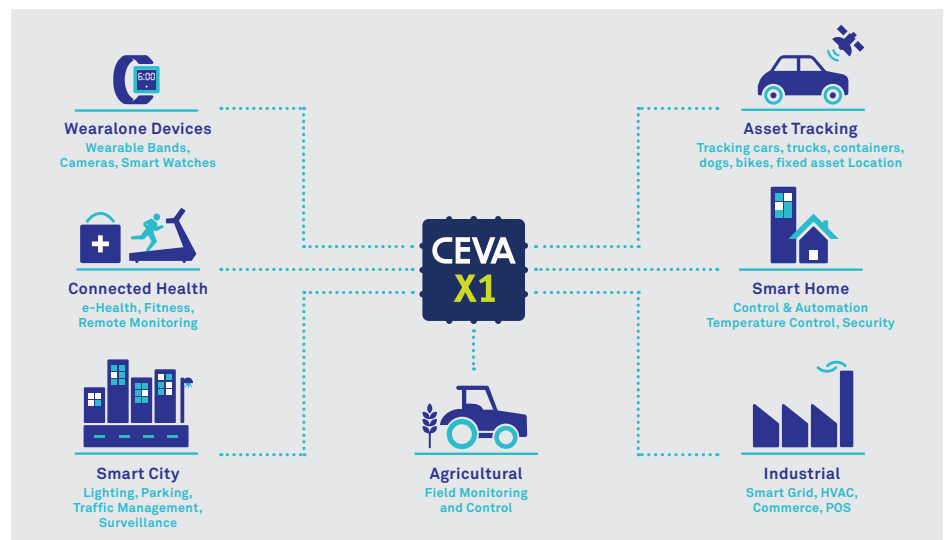 6:00
Wearalone Devices
Wearable Bands,
Cameras, Smart Watches
Asset Tracking
Tracking cars, trucks, containers,
dogs, bikes, fixed asset Location
CEVA
X1
Connected Health
e-Health, Fitness,
Remote Monitoring
Smart Home
Control & Automation
Temperature Control, Security
Smart City
Lighting, Parking,
Traffic Management,
Surveillance
Agricultural
Field Monitoring
and Control
Industrial
Smart Grid, HVAC,
Commerce, POS